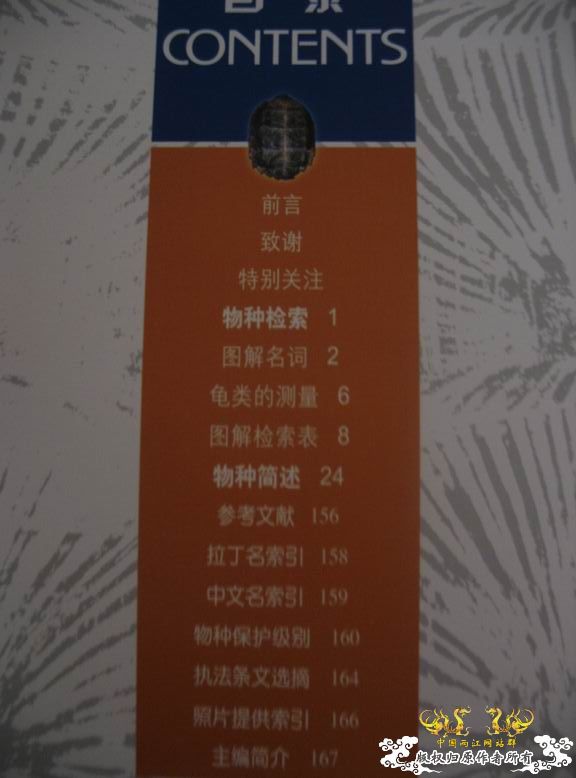 目录
CONTENTS
前言
致谢
特别关注
物种检索 1
图解名词 2
龟类的测量 6
图解检索表 8
物种简述 24
参考文献 156
拉丁名索引 158
中文名索引 159
物种保护级别 160
执法条文选摘 164
照片提供索引 166
主编简介 167
中国两江网站群
版权归原作者所有